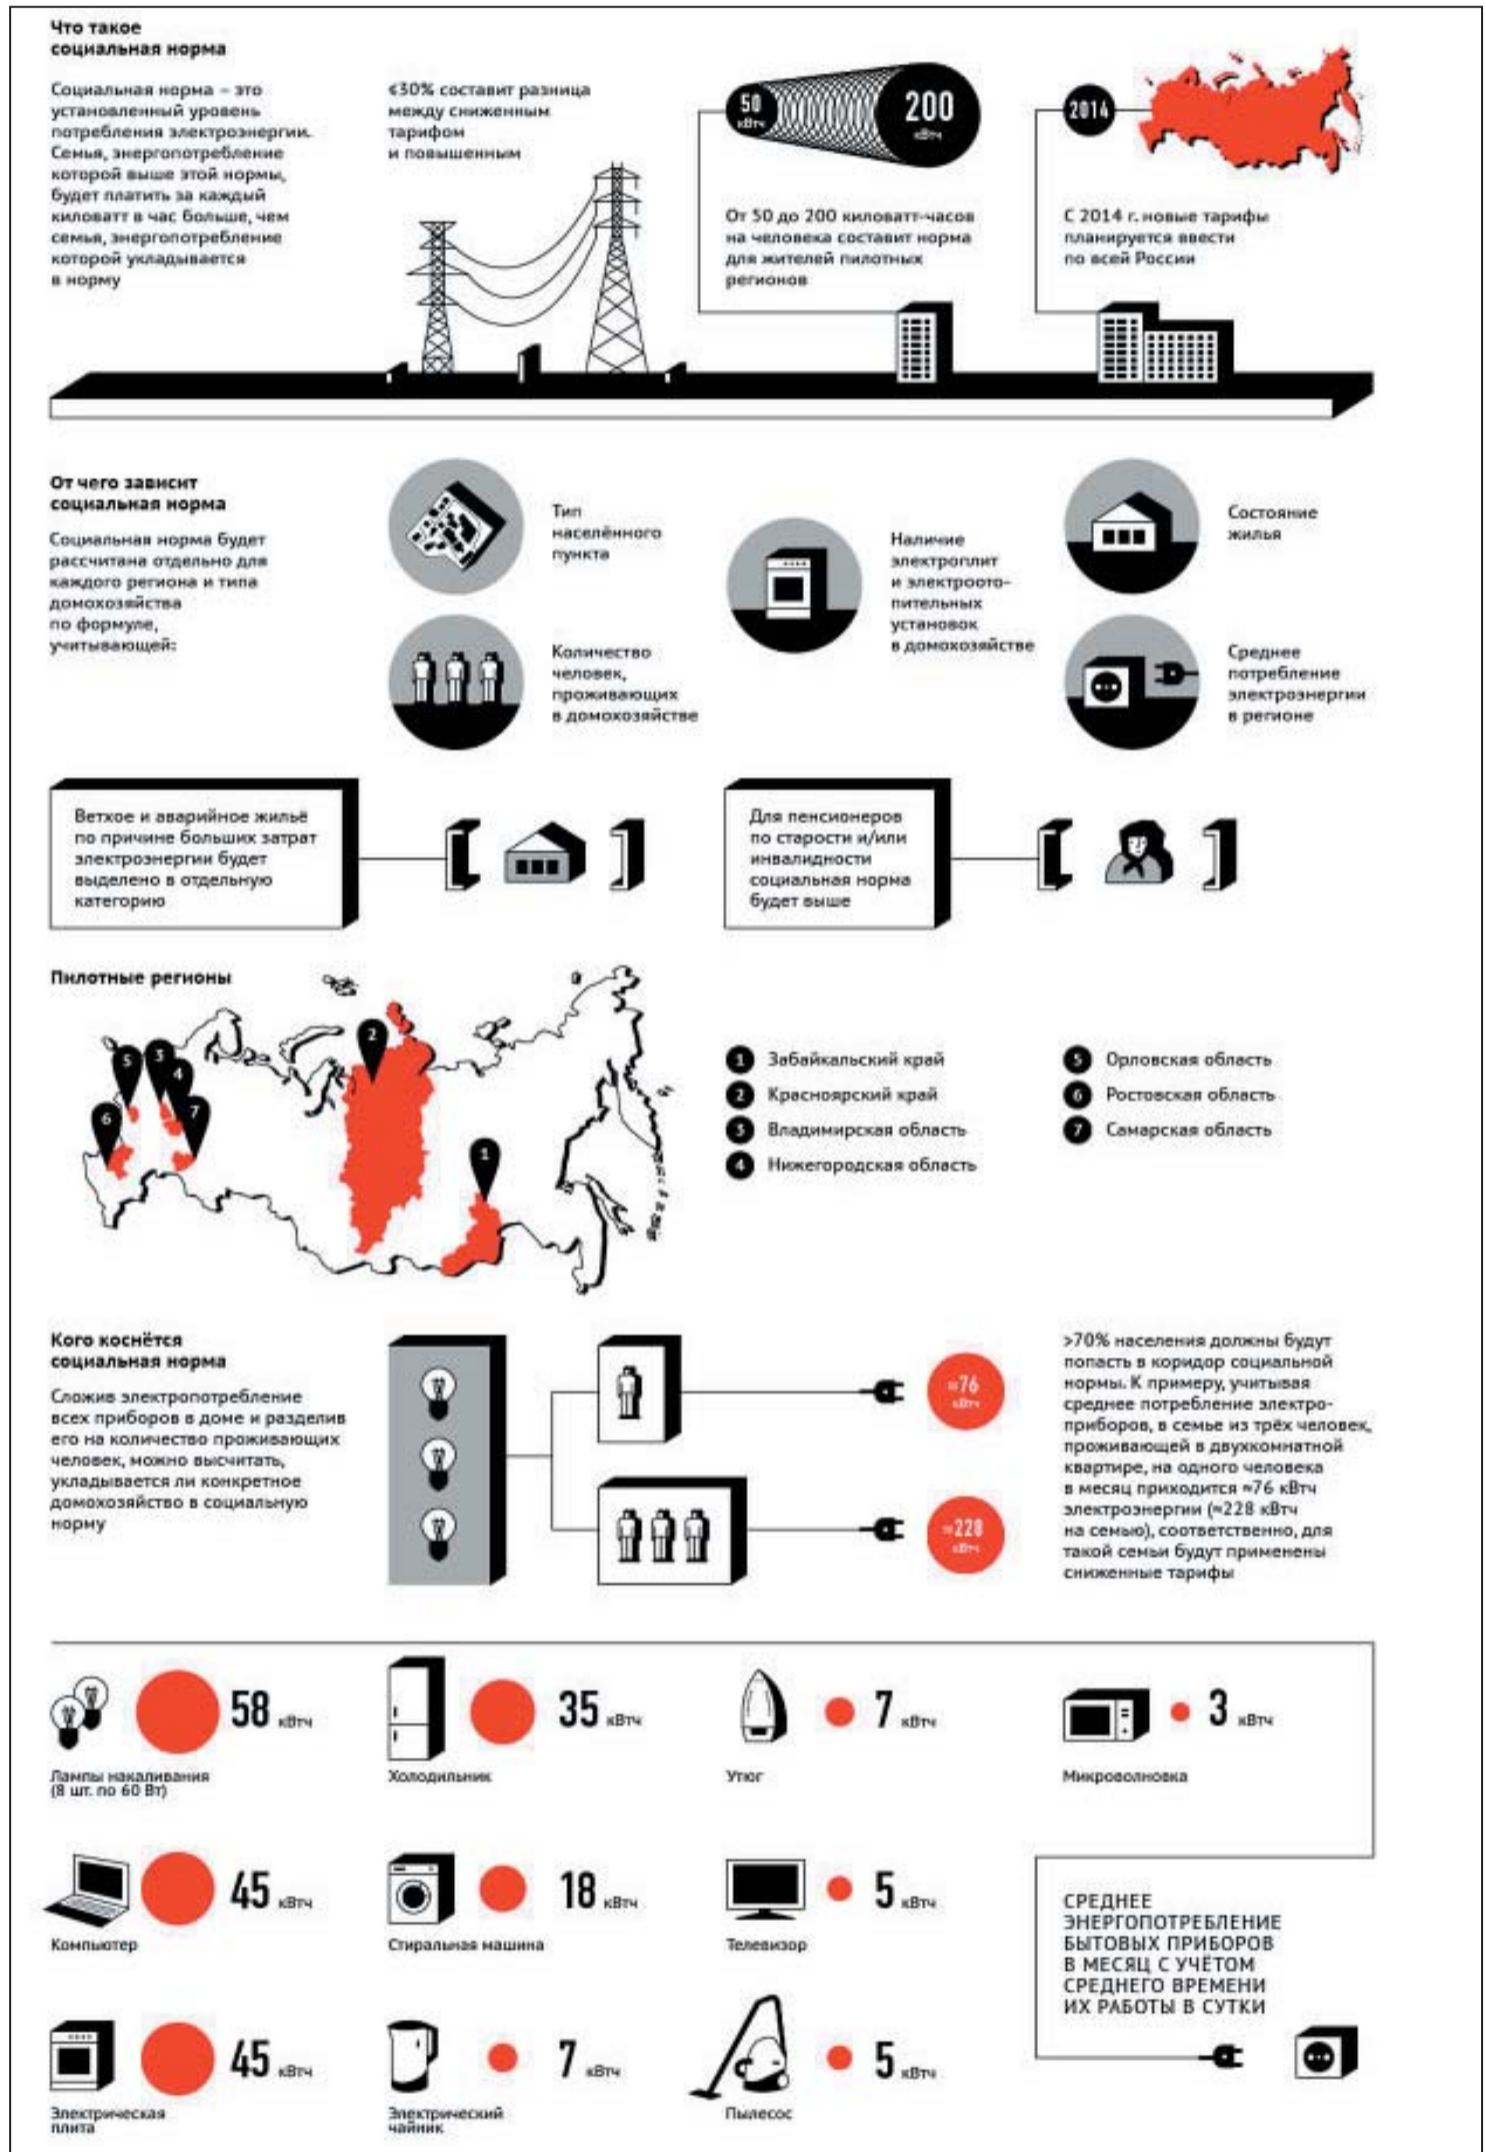 Что такое
социальная норма
Социальная норма – это
установленный уровень
потребления электроэнергии.
Семья, энергопотребление
которой выше этой нормы,
будет платить за каждый
киловатт в час больше, чем
семья, энергопотребление
которой укладывается
в норму
≤30% составит разница
между сниженным
тарифом
и повышенным
50
кВтч
200
кВтч
От 50 до 200 киловатт-часов
на человека составит норма
для жителей пилотных
регионов
2014
С 2014 г. новые тарифы
планируется ввести
по всей России
От чего зависит
социальная норма
Социальная норма будет
рассчитана отдельно для
каждого региона и типа
домохозяйства
по формуле,
учитывающей:
Тип
населённого
пункта
Количество
человек,
проживающих
в домохозяйстве
Наличие
электроплит
и электроото-
пительных
установок
в домохозяйстве
Состояние
жилья
Среднее
потребление
электроэнергии
в регионе
Ветхое и аварийное жильё
по причине больших затрат
электроэнергии будет
выделено в отдельную
категорию
Для пенсионеров
по старости и/или
инвалидности
социальная норма
будет выше
Пилотные регионы
5
3
4
7
6
2
1
1 Забайкальский край
2 Красноярский край
3 Владимирская область
4 Нижегородская область
5 Орловская область
6 Ростовская область
7 Самарская область
Кого коснётся
социальная норма
Сложив электропотребление
всех приборов в доме и разделив
его на количество проживающих
человек, можно высчитать,
укладывается ли конкретное
домохозяйство в социальную
норму
≈76
кВтч
≈228
кВтч
>70% населения должны будут
попасть в коридор социальной
нормы. К примеру, учитывая
среднее потребление электро-
приборов, в семье из трёх человек,
проживающей в двухкомнатной
квартире, на одного человека
в месяц приходится ≈76 кВтч
электроэнергии (≈228 кВтч
на семью), соответственно, для
такой семьи будут применены
сниженные тарифы
58 кВтч
Лампы накаливания
(8 шт. по 60 Вт)
35 кВтч
Холодильник
7 кВтч
Утюг
3 кВтч
Микроволновка
45 кВтч
Компьютер
18 кВтч
Стиральная машина
5 кВтч
Телевизор
45 кВтч
Электрическая
плита
7 кВтч
Электрический
чайник
5 кВтч
Пылесос
СРЕДНЕЕ
ЭНЕРГОПОТРЕБЛЕНИЕ
БЫТОВЫХ ПРИБОРОВ
В МЕСЯЦ С УЧЁТОМ
СРЕДНЕГО ВРЕМЕНИ
ИХ РАБОТЫ В СУТКИ